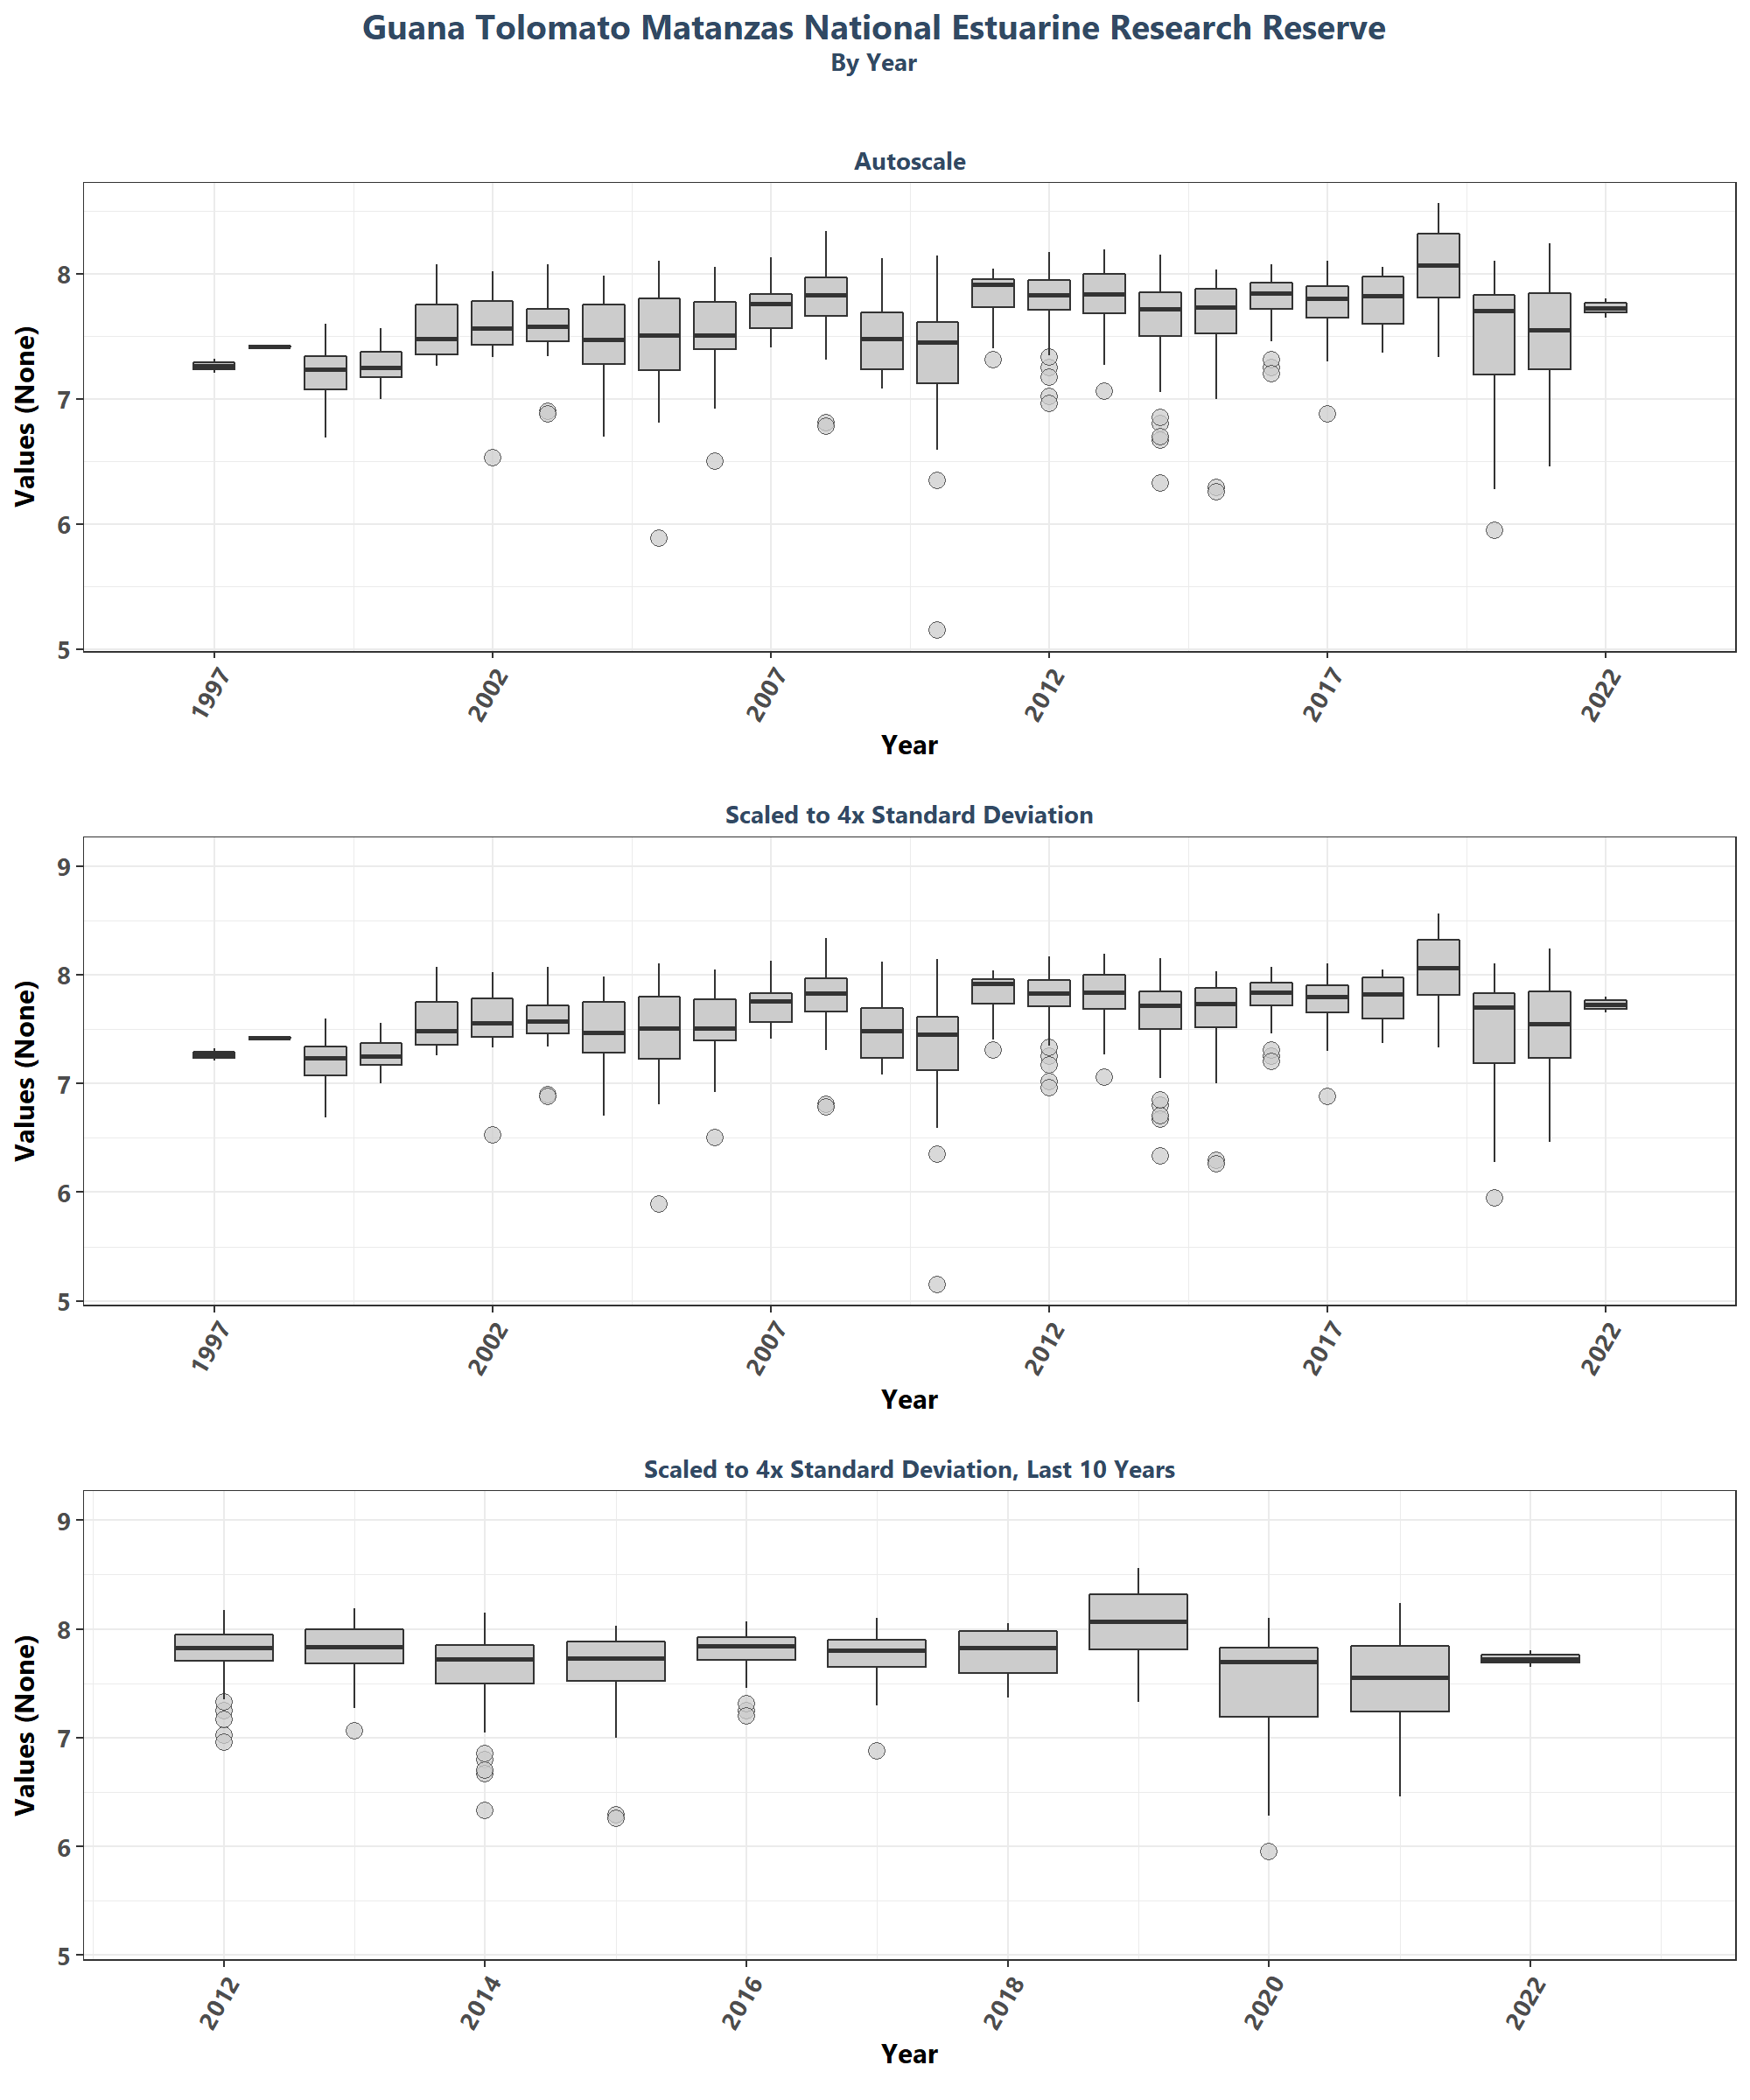 Guana Tolomato Matanzas National Estuarine Research Reserve
By Year
Autoscale
Values (None)
8
7
6
5
1997
2002
2007
2012
2017
2022
Year
Scaled to 4x Standard Deviation
Values (None)
9
8
7
6
5
1997
2002
2007
2012
2017
2022
Year
Scaled to 4x Standard Deviation, Last 10 Years
Values (None)
9
8
7
6
5
2012
2014
2016
2018
2020
2022
Year